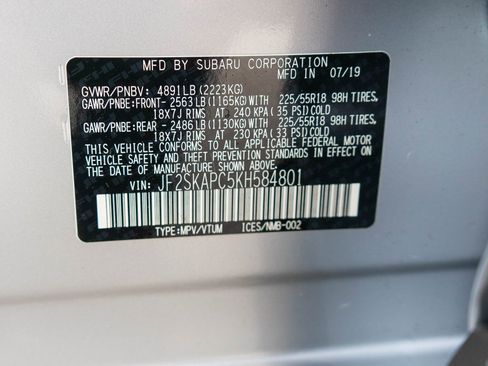 MFD BY SUBARU CORPORATION
MFD IN 07/19
GVWR/PNBV: 4891LB(2223KG)
GAWR/PNBE:FRONT- 2563LB(1165KG)WITH 225/55R18 98H TIRES,
18X7J RIMS AT 240 KPA(35 PSI)COLD
GAWR/PNBE:REAR - 2486LB(1130KG)WITH 225/55R18 98H TIRES,
18X7J RIMS AT 230 KPA(33 PSI)COLD
THIS VEHICLE CONFORMS TO ALL APPLICABLE FEDERAL MOTOR
VEHICLE SAFETY, BUMPER, AND THEFT PREVENTION STANDARDS
IN EFFECT ON THE DATE OF MANUFACTURE SHOWN ABOVE.
VIN: JF2SKAPC5KH584801
TYPE:MPV/VTUM ICES/NMB-002